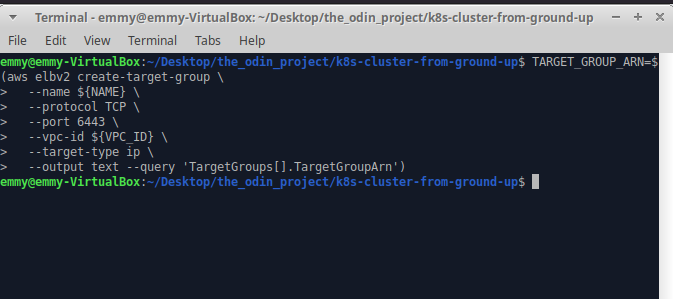 Terminal - emmy@emmy-VirtualBox: ~/Desktop/the_odin_project/k8s-cluster-from-ground-up
File Edit View Terminal Tabs Help
emmy@emmy-VirtualBox:~/Desktop/the_odin_project/k8s-cluster-from-ground-up$ TARGET_GROUP_ARN=$
(aws elbv2 create-target-group \
>   --name ${NAME} \
>   --protocol TCP \
>   --port 6443 \
>   --vpc-id ${VPC_ID} \
>   --target-type ip \
>   --output text --query 'TargetGroups[].TargetGroupArn')
emmy@emmy-VirtualBox:~/Desktop/the_odin_project/k8s-cluster-from-ground-up$